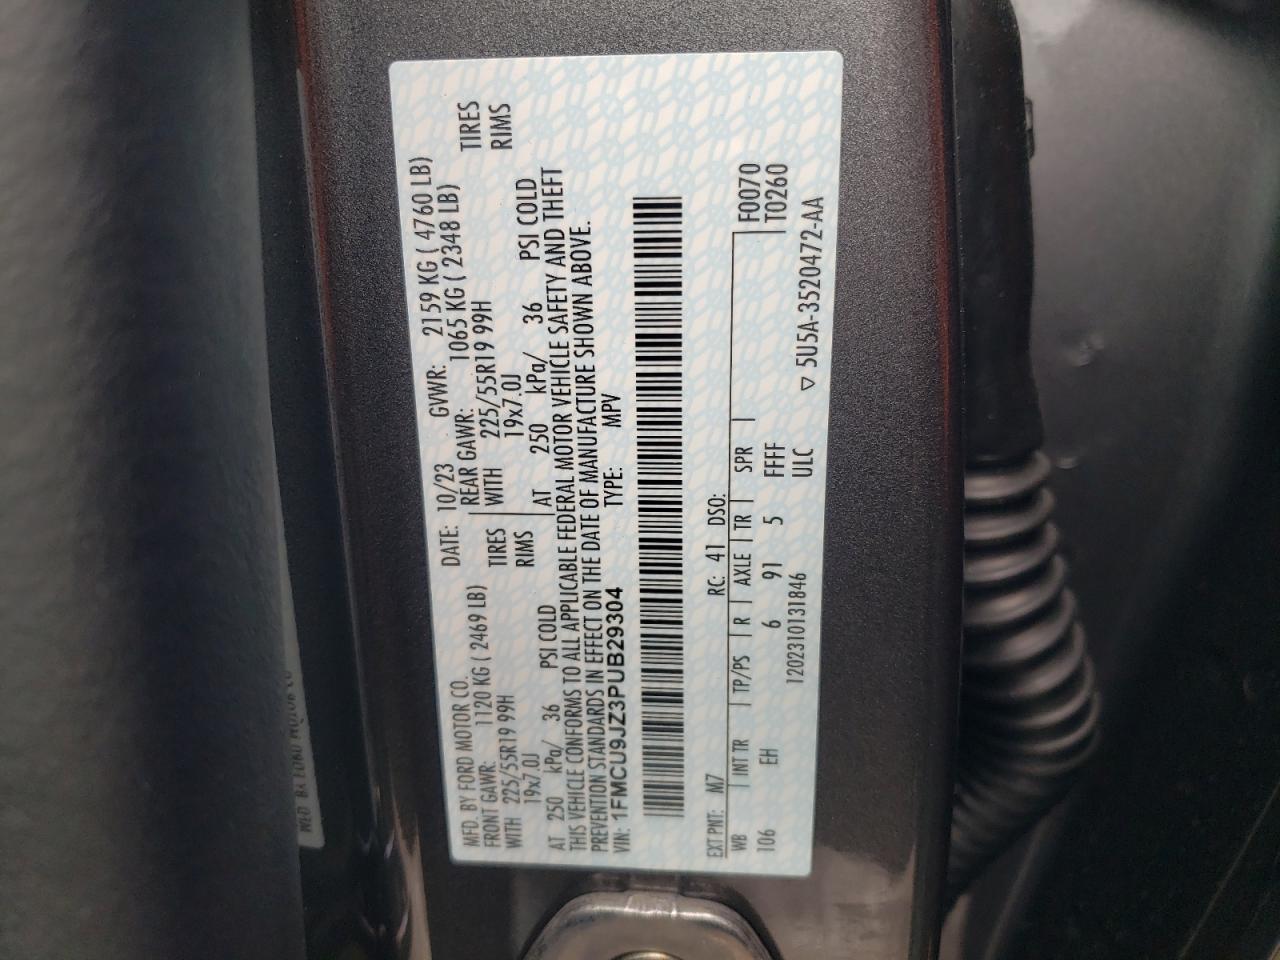 MFD. BY FORD MOTOR CO. DATE: 10/23 GVWR: 2159 KG ( 4760 LB)
FRONT GAWR: 1120 KG ( 2469 LB) REAR GAWR: 1065 KG ( 2348 LB)
WITH 225/55R19 99H TIRES WITH 225/55R19 99H TIRES
19x7.0J RIMS 19x7.0J RIMS
AT 250 kPa/ 36 PSI COLD AT 250 kPa/ 36 PSI COLD
THIS VEHICLE CONFORMS TO ALL APPLICABLE FEDERAL MOTOR VEHICLE SAFETY AND THEFT
PREVENTION STANDARDS IN EFFECT ON THE DATE OF MANUFACTURE SHOWN ABOVE.
VIN: 1FMCU9JZ3PUB29304 TYPE: MPV
EXT PNT: M7 RC: 41 DSO: F0070
WB INT TR TP/PS R AXLE TR SPR T0260
106 EH 6 91 5 FFFF
1202310131846 ULC ▽ 5U5A-3520472-AA